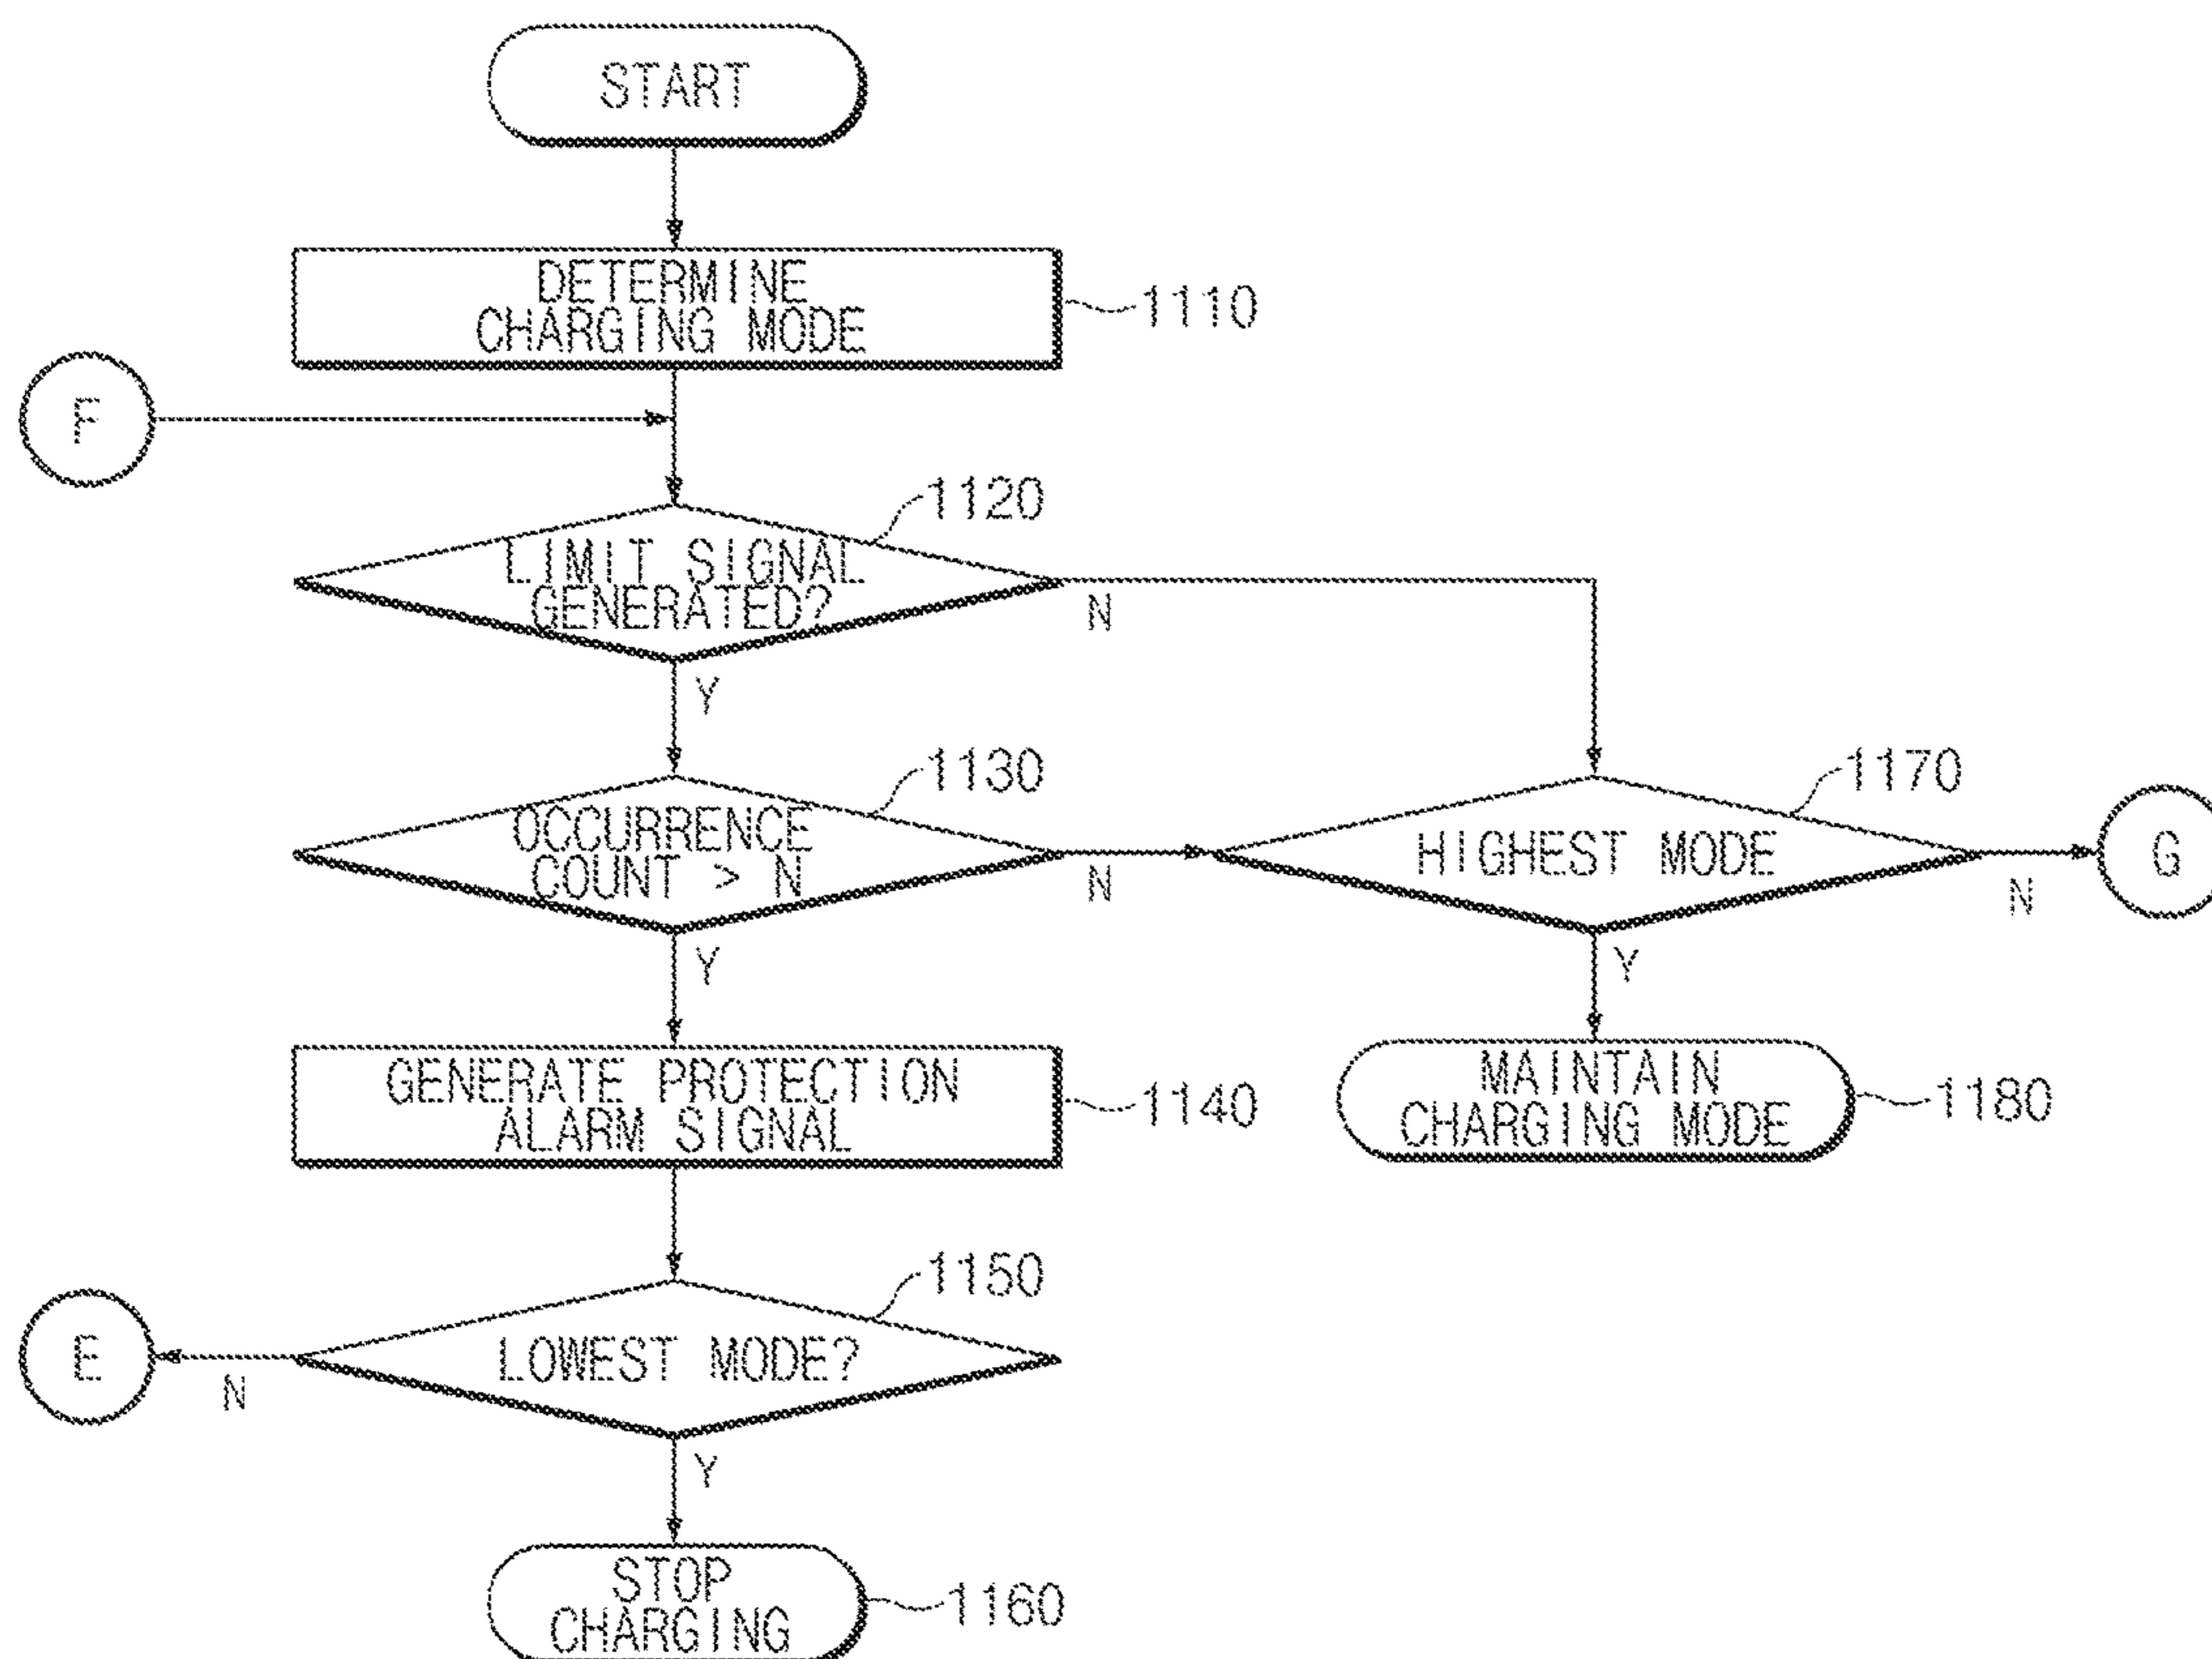 START
DETERMINE
CHARGING MODE
1110
F
1120
LIMIT SIGNAL
GENERATED?
N
Y
1130
OCCURRENCE
COUNT > N
N
Y
1170
HIGHEST MODE
N
G
Y
GENERATE PROTECTION
ALARM SIGNAL
1140
MAINTAIN
CHARGING MODE
1180
1150
LOWEST MODE?
E
N
Y
STOP
CHARGING
1160